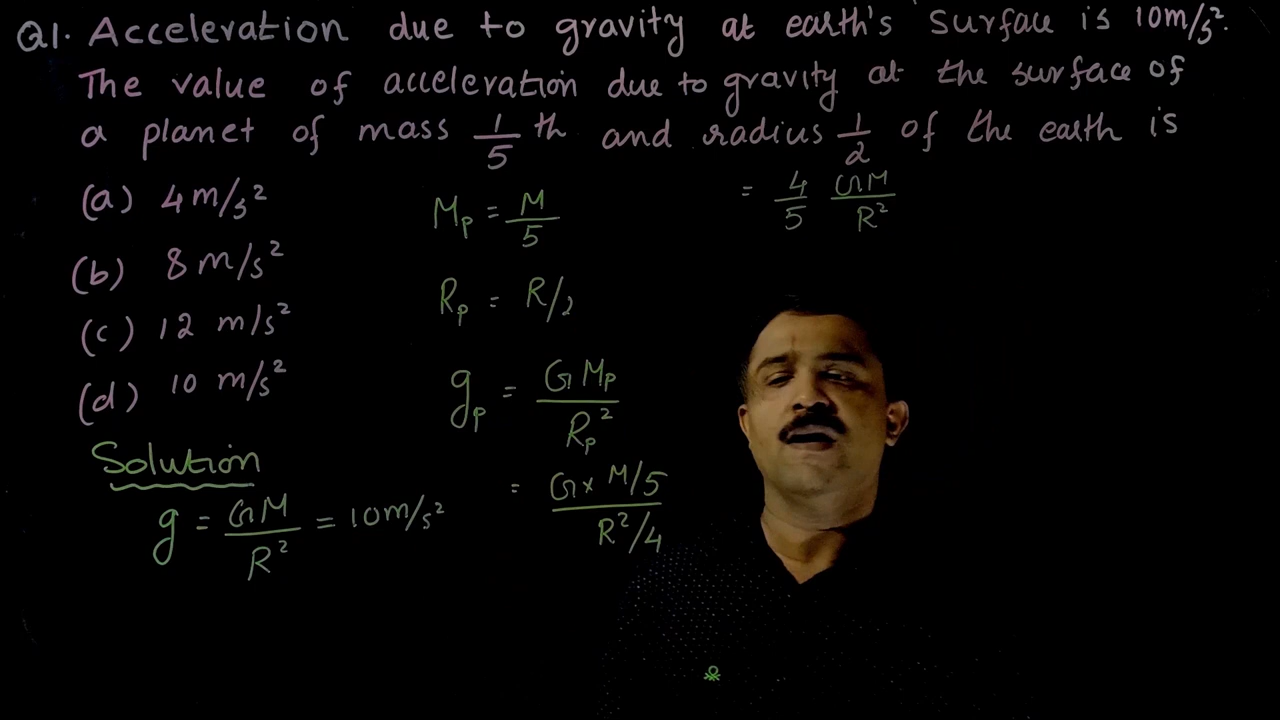 Q1. Acceleration due to gravity at earth's surface is 10m/s².
The value of acceleration due to gravity at the surface of
a planet of mass 1/5 th and radius 1/2 of the earth is
(a) 4m/s²
(b) 8m/s²
(c) 12 m/s²
(d) 10 m/s²
Solution
g = GM/R² = 10m/s²
Mp = M/5
Rp = R/2
gp = GMp/Rp²
= G×M/5 / R²/4
= 4/5 GM/R²